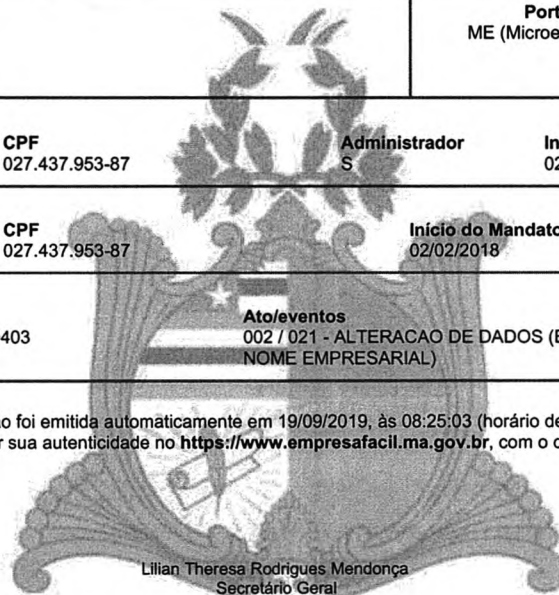 Port
ME (Microe
CPF
027.437.953-87
Administrador
S
In
02
CPF
027.437.953-87
Início do Mandato
02/02/2018
403
Ato/eventos
002 / 021 - ALTERACAO DE DADOS (E
NOME EMPRESARIAL)
o foi emitida automaticamente em 19/09/2019, às 08:25:03 (horário de
r sua autenticidade no https://www.empresafacil.ma.gov.br, com o c
Lilian Theresa Rodrigues Mendonça
Secretário Geral